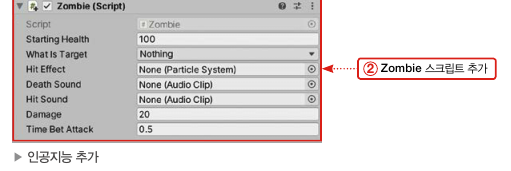 Zombie (Script)
Script Zombie
Starting Health 100
What Is Target Nothing
Hit Effect None (Particle System)
② Zombie 스크립트 추가
Death Sound None (Audio Clip)
Hit Sound None (Audio Clip)
Damage 20
Time Bet Attack 0.5
▶ 인공지능 추가